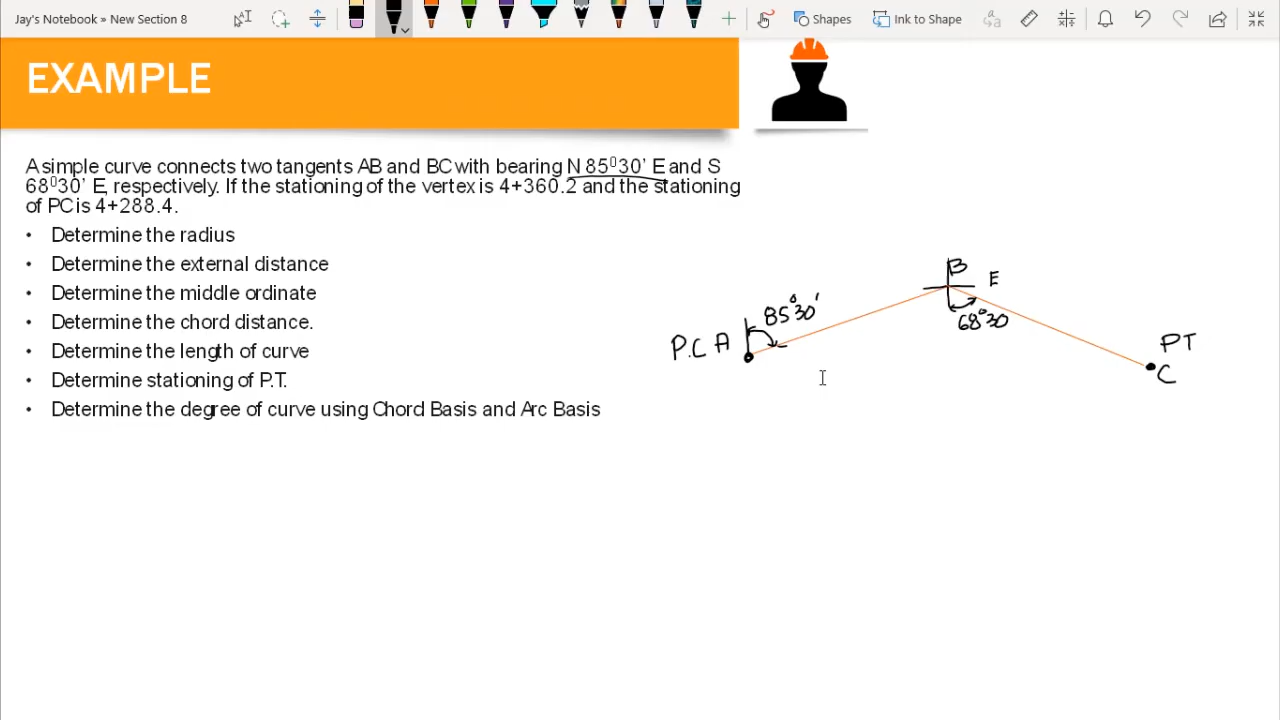 Jay's Notebook » New Section 8
Shapes
Ink to Shape
EXAMPLE
A simple curve connects two tangents AB and BC with bearing N 85⁰30' E and S
68⁰30' E, respectively. If the stationing of the vertex is 4+360.2 and the stationing
of PC is 4+288.4.
• Determine the radius
• Determine the external distance
• Determine the middle ordinate
• Determine the chord distance.
• Determine the length of curve
• Determine stationing of P.T.
• Determine the degree of curve using Chord Basis and Arc Basis
B
E
85°30'
68°30
P.C A
PT
C